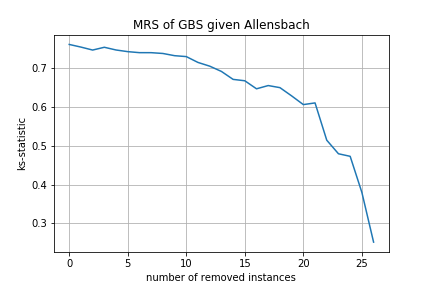 MRS of GBS given Allensbach
ks-statistic
0.7
0.6
0.5
0.4
0.3
0 5 10 15 20 25
number of removed instances